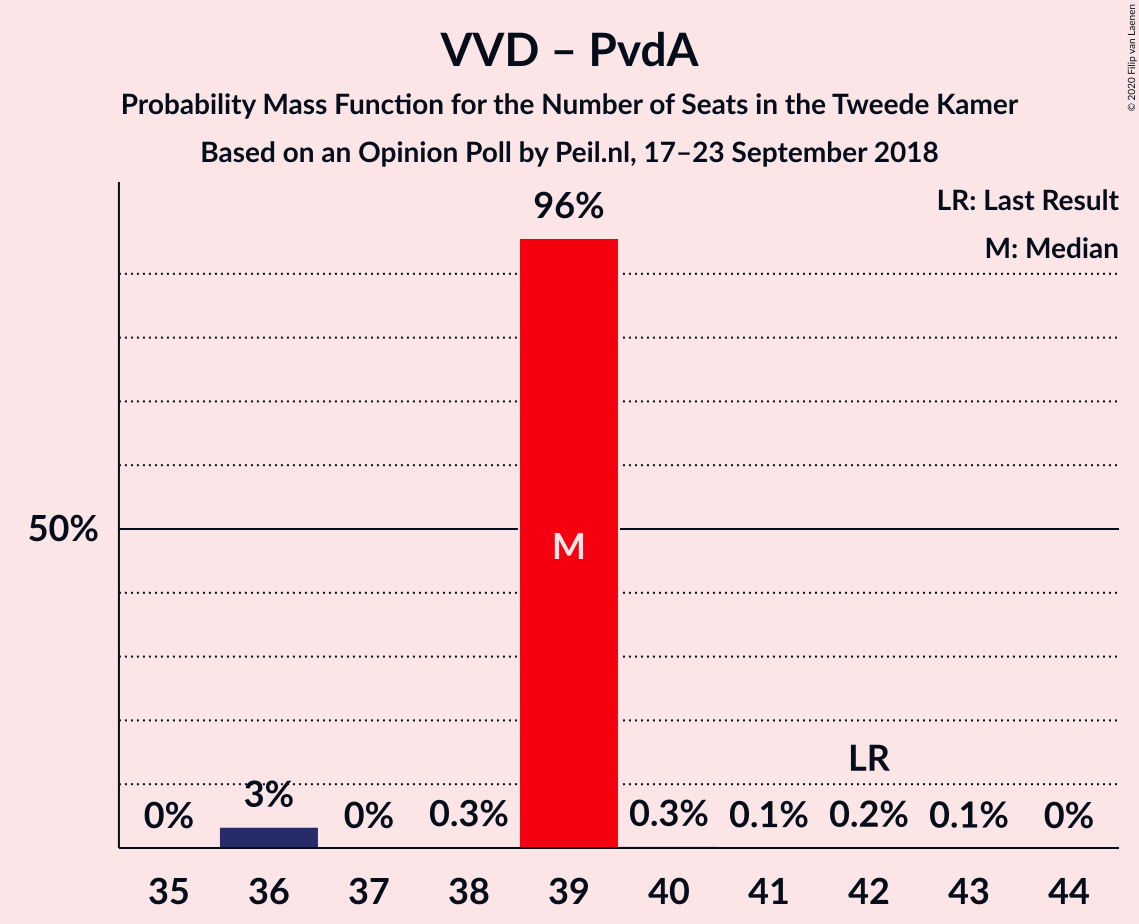 VVD – PvdA
Probability Mass Function for the Number of Seats in the Tweede Kamer
Based on an Opinion Poll by Peil.nl, 17–23 September 2018
© 2020 Filip van Laenen
LR: Last Result
M: Median
96%
50%
M
LR
0% 3% 0% 0.3% 0.3% 0.1% 0.2% 0.1% 0%
35 36 37 38 39 40 41 42 43 44